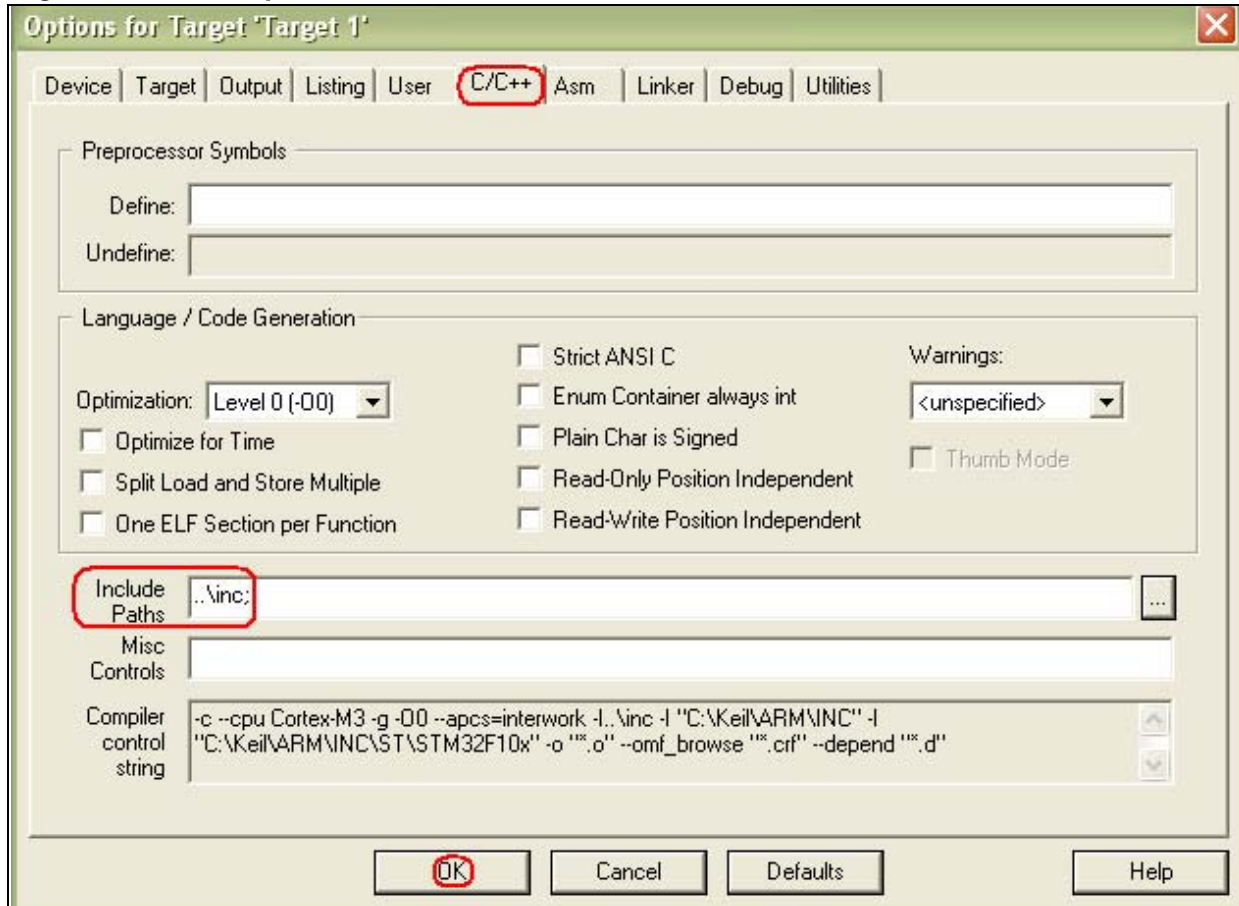 Options for Target 'Target 1'
Device Target Output Listing User C/C++ Asm Linker Debug Utilities
Preprocessor Symbols
Define:
Undefine:
Language / Code Generation
Strict ANSI C Warnings:
Optimization: Level 0 (-O0) Enum Container always int <unspecified>
Optimize for Time Plain Char is Signed
Thumb Mode
Split Load and Store Multiple Read-Only Position Independent
One ELF Section per Function Read-Write Position Independent
Include Paths ..\inc; ...
Misc Controls
Compiler control string
-c --cpu Cortex-M3 -g -O0 --apcs=interwork -I..\inc -I "C:\Keil\ARM\INC" -I
"C:\Keil\ARM\INC\ST\STM32F10x" -o "*.o" --omf_browse "*.crf" --depend "*.d"
OK Cancel Defaults Help